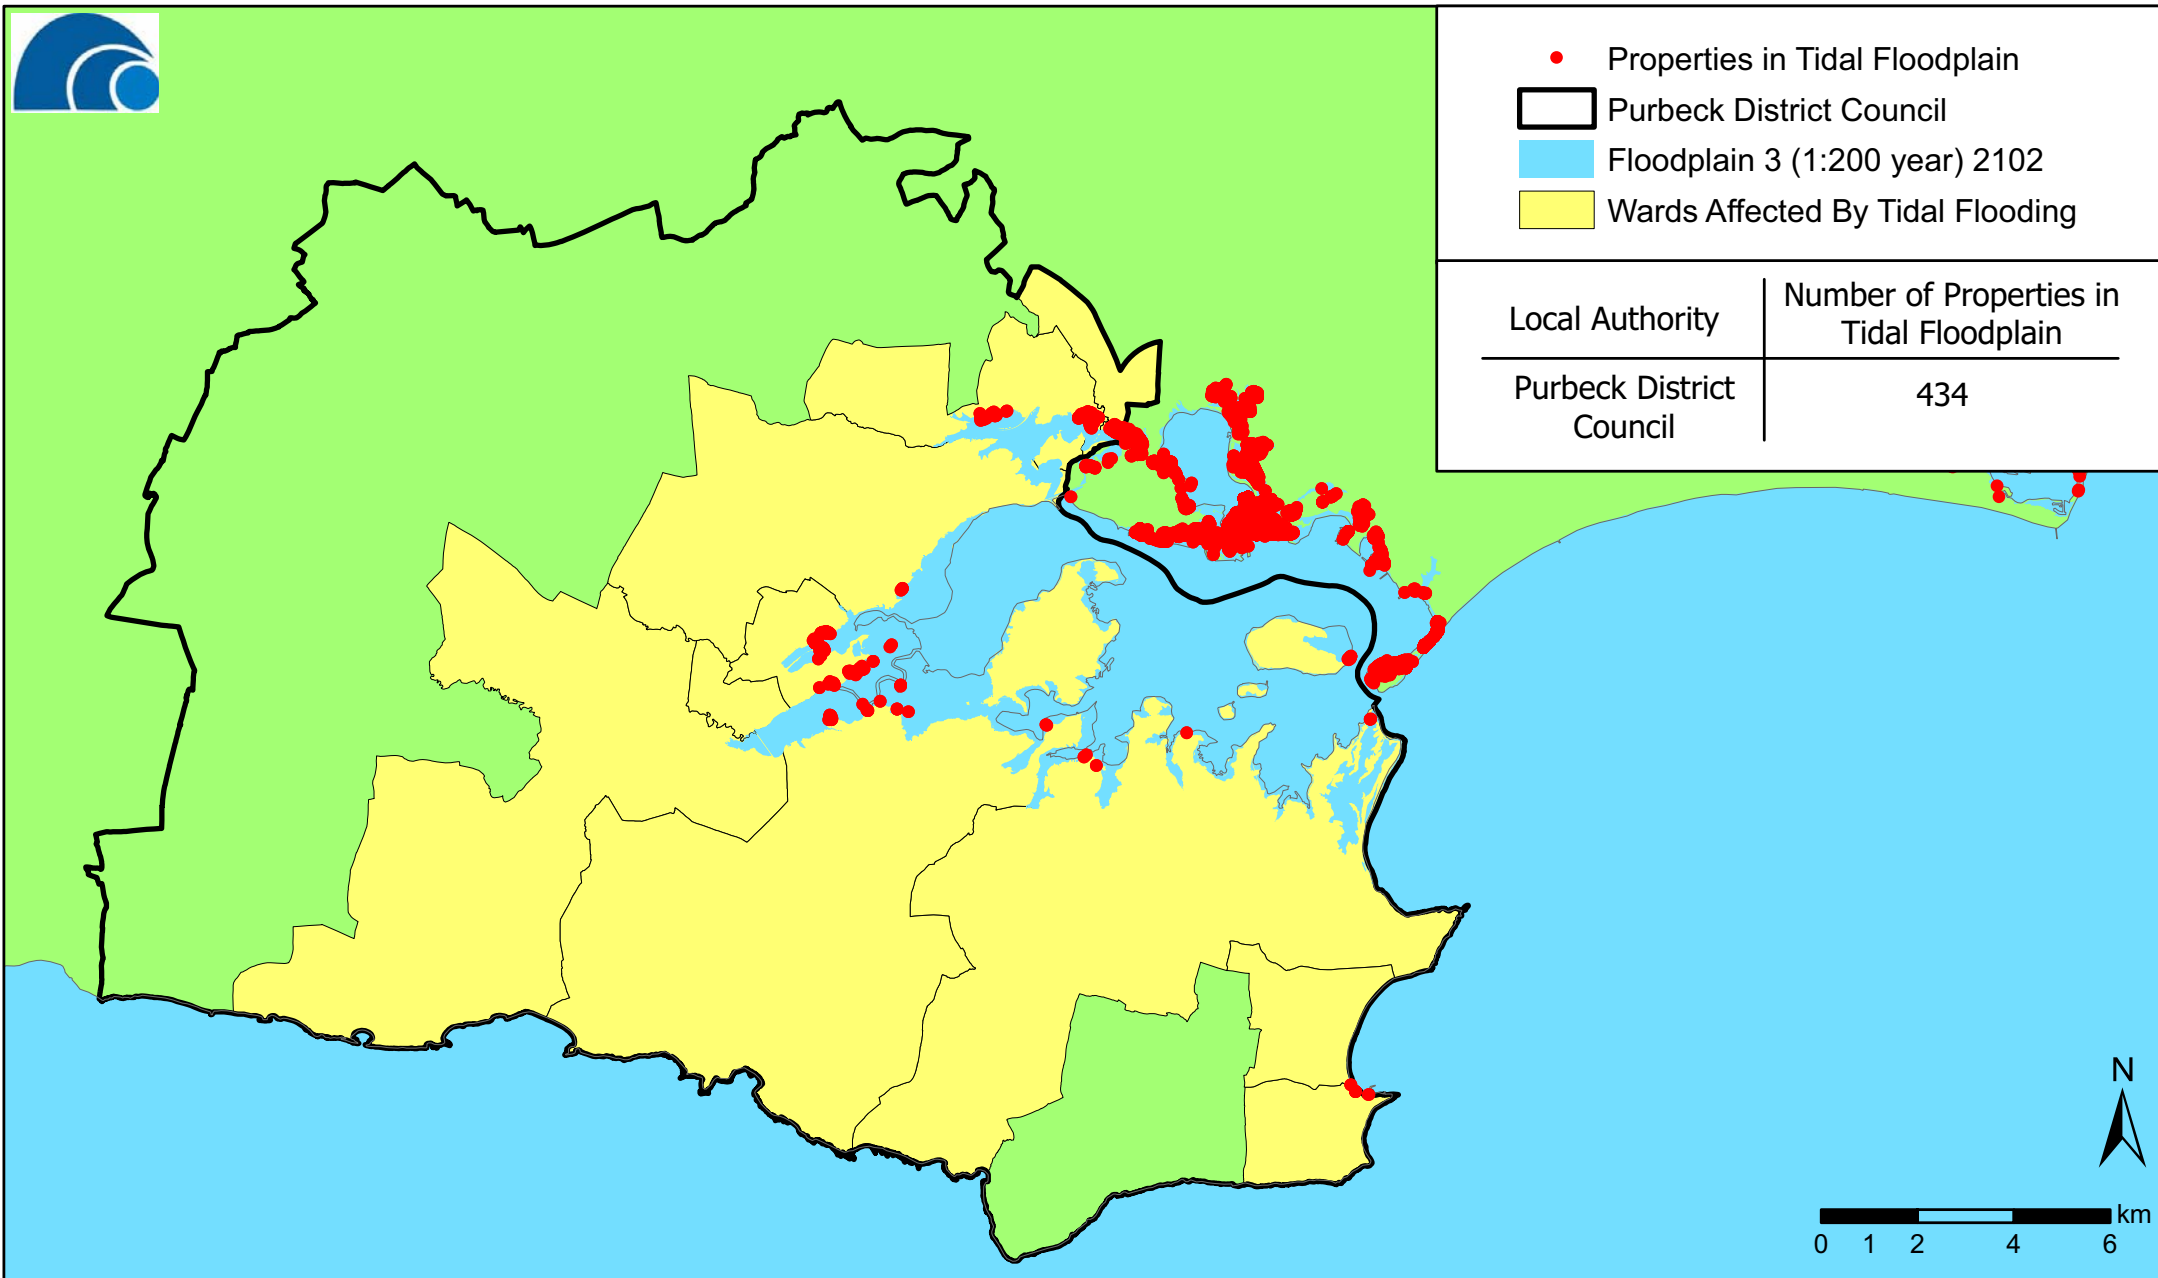 Properties in Tidal Floodplain
Purbeck District Council
Floodplain 3 (1:200 year) 2102
Wards Affected By Tidal Flooding
Local Authority
Number of Properties in
Tidal Floodplain
Purbeck District
Council
434
N
km
0 1 2 4 6